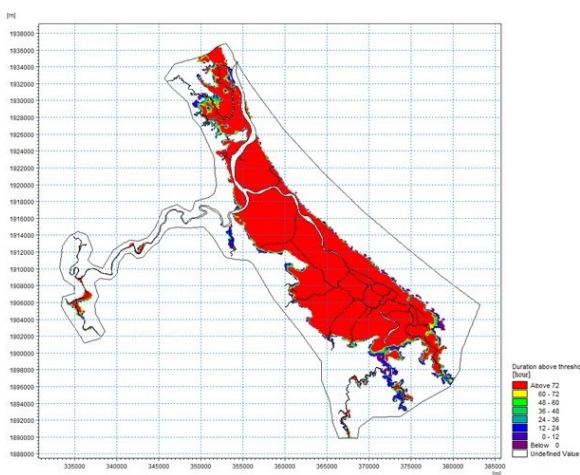 [m]
1938000
1936000
1934000
1932000
1930000
1928000
1926000
1924000
1922000
1920000
1918000
1916000
1914000
1912000
1910000
1908000
1906000
1904000
1902000
1900000
1898000
1896000
1894000
1892000
1890000
1888000
335000 340000 345000 350000 355000 360000 365000 370000 375000 380000 385000
[m]
Duration above thresho
[hour]
Above 72
60 - 72
48 - 60
36 - 48
24 - 36
12 - 24
0 - 12
Below 0
Undefined Value